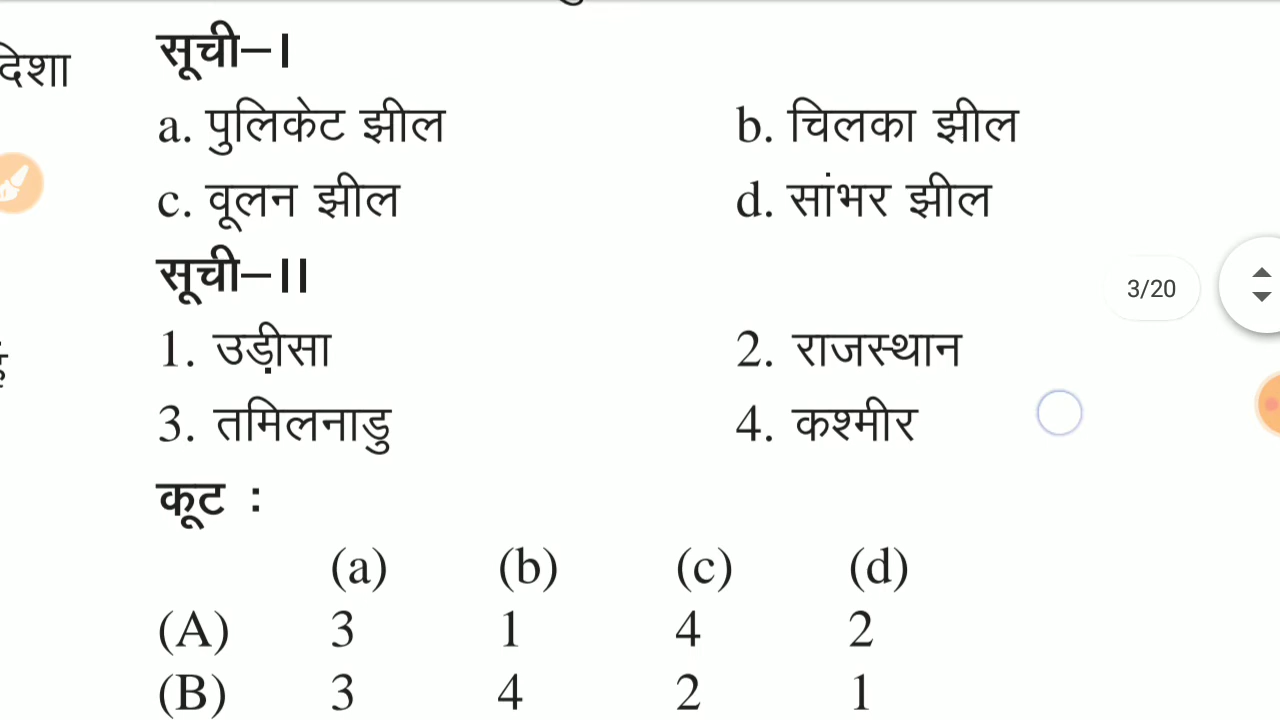 दिशा
सूची–I
a. पुलिकेट झील b. चिलका झील
c. वूलन झील d. सांभर झील
सूची–II
3/20
1. उड़ीसा 2. राजस्थान
3. तमिलनाडु 4. कश्मीर
कूट :
(a) (b) (c) (d)
(A) 3 1 4 2
(B) 3 4 2 1